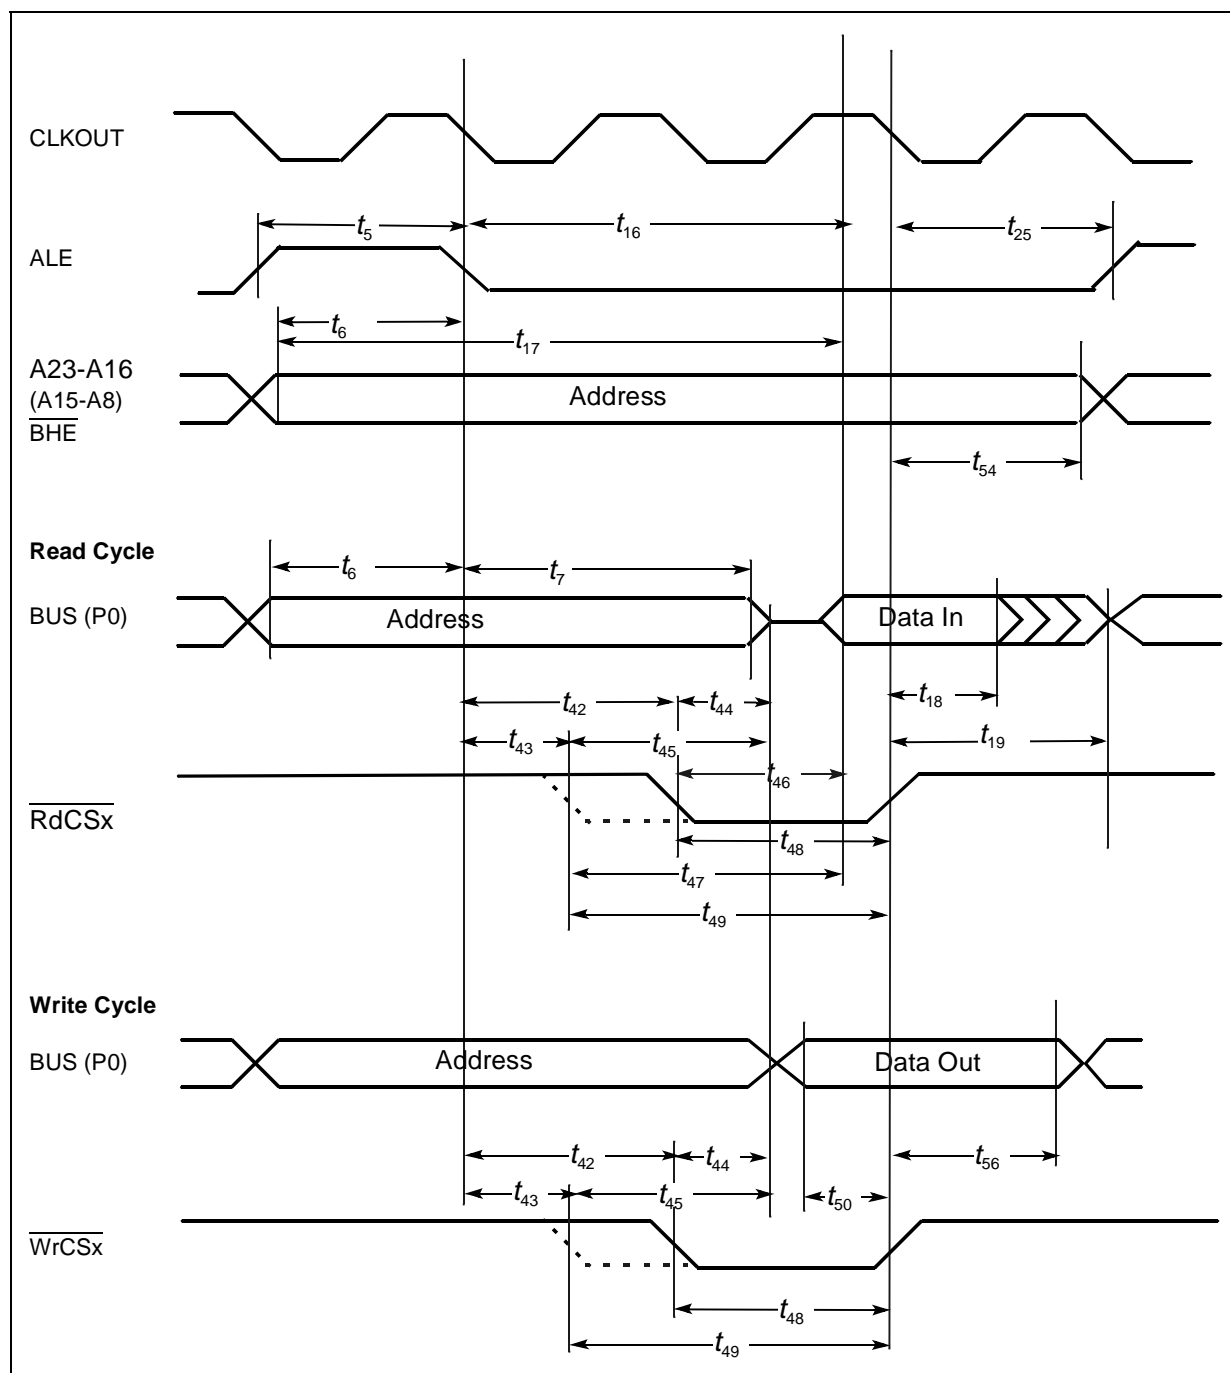 CLKOUT
t5
t16
t25
ALE
t6
t17
A23-A16
(A15-A8)
BHE
Address
t54
Read Cycle
t6
t7
BUS (P0)
Address
Data In
t42
t44
t18
t43
t45
t19
t46
RdCSx
t48
t47
t49
Write Cycle
BUS (P0)
Address
Data Out
t42
t44
t56
t43
t45
t50
WrCSx
t48
t49